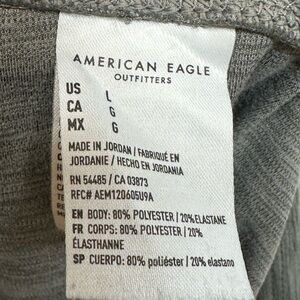 AMERICAN EAGLE
OUTFITTERS
US L
CA G
MX G
MADE IN JORDAN / FABRIQUÉ EN
JORDANIE / HECHO EN JORDANIA
RN 54485 / CA 03873
RFC# AEM120605U9A
EN BODY: 80% POLYESTER / 20% ELASTANE
FR CORPS: 80% POLYESTER / 20%
ÉLASTHANNE
SP CUERPO: 80% poliéster / 20% elastano